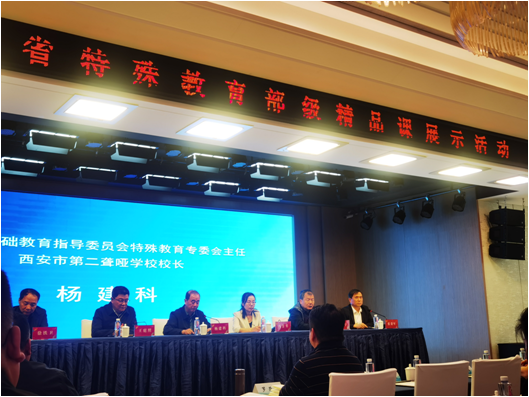 省特殊教育部级精品课展示活动
础教育指导委员会特殊教育专委会主任
西安市第二聋哑学校校长
杨建科